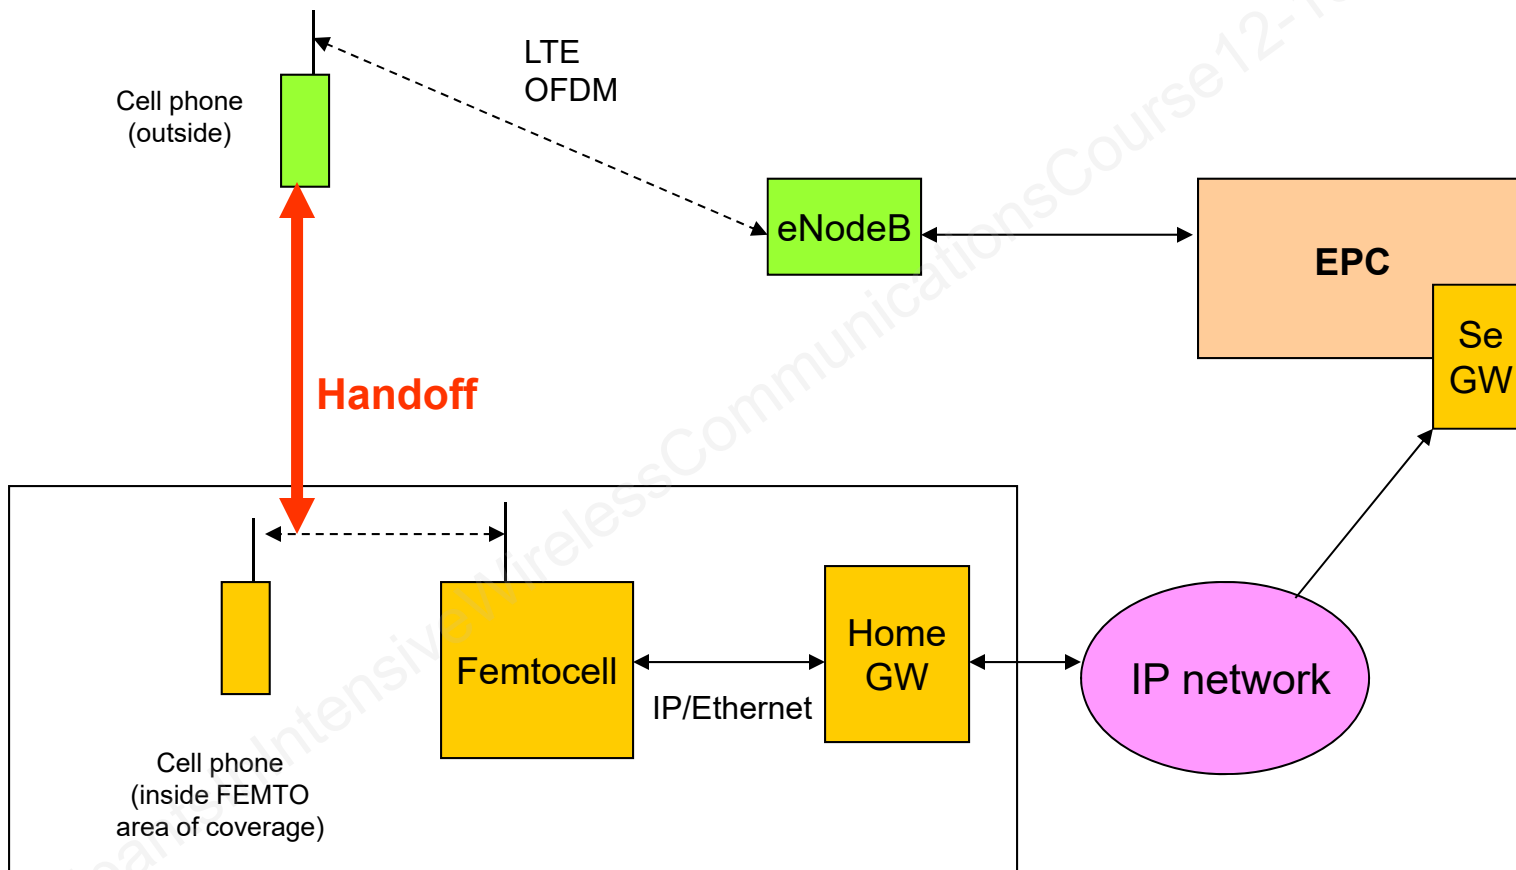 LTE
OFDM
Cell phone
(outside)
eNodeB
EPC
Se
GW
Handoff
Femtocell
IP/Ethernet
Home
GW
IP network
Cell phone
(inside FEMTO
area of coverage)
IntensiveWirelessCommunicationsCourse12-